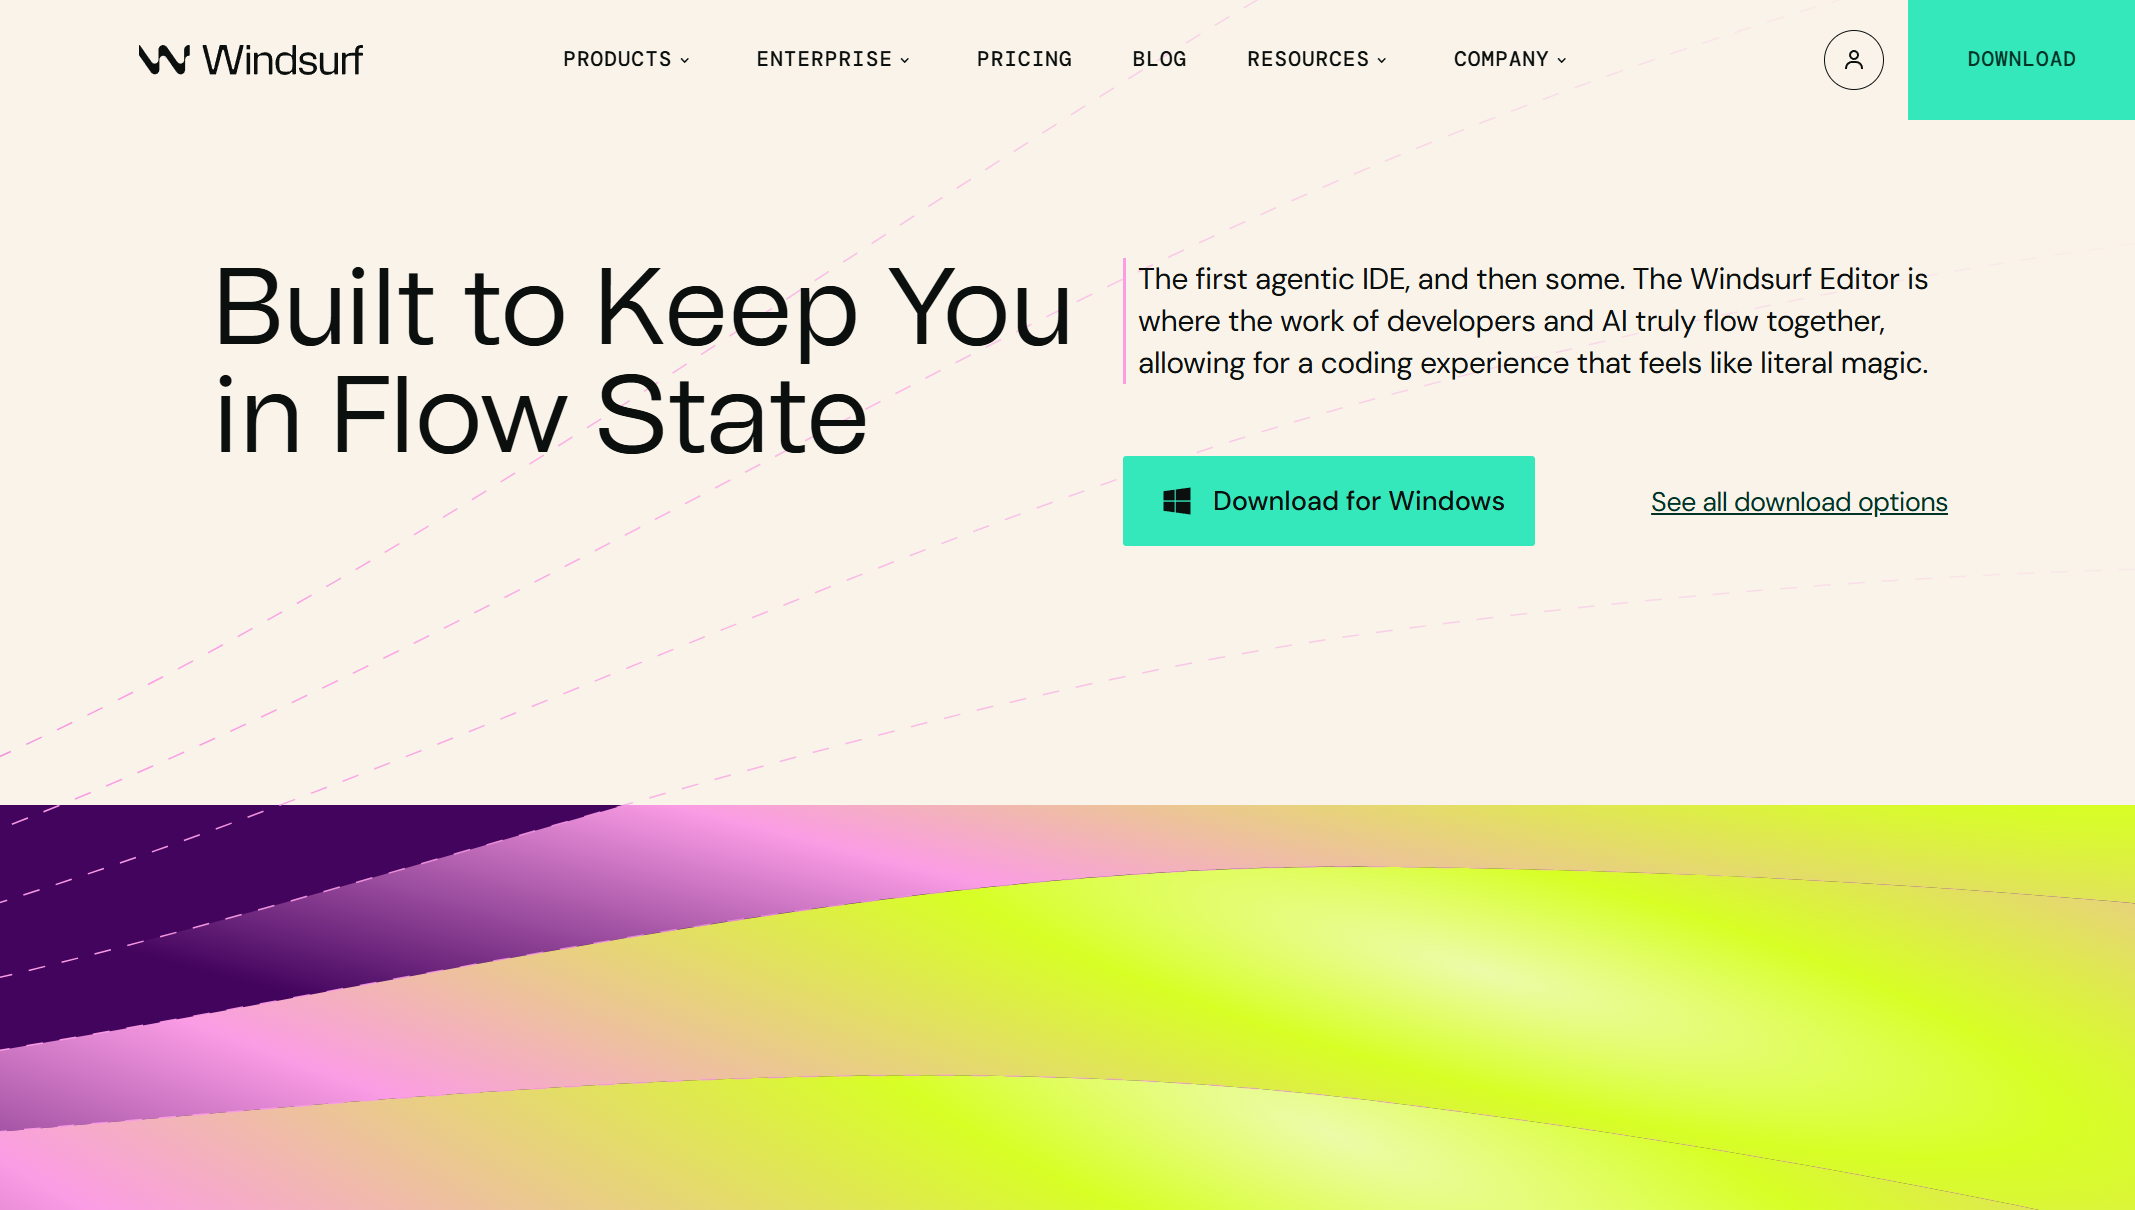 Windsurf
PRODUCTS
ENTERPRISE
PRICING
BLOG
RESOURCES
COMPANY
DOWNLOAD
Built to Keep You
in Flow State
The first agentic IDE, and then some. The Windsurf Editor is
where the work of developers and AI truly flow together,
allowing for a coding experience that feels like literal magic.
Download for Windows
See all download options